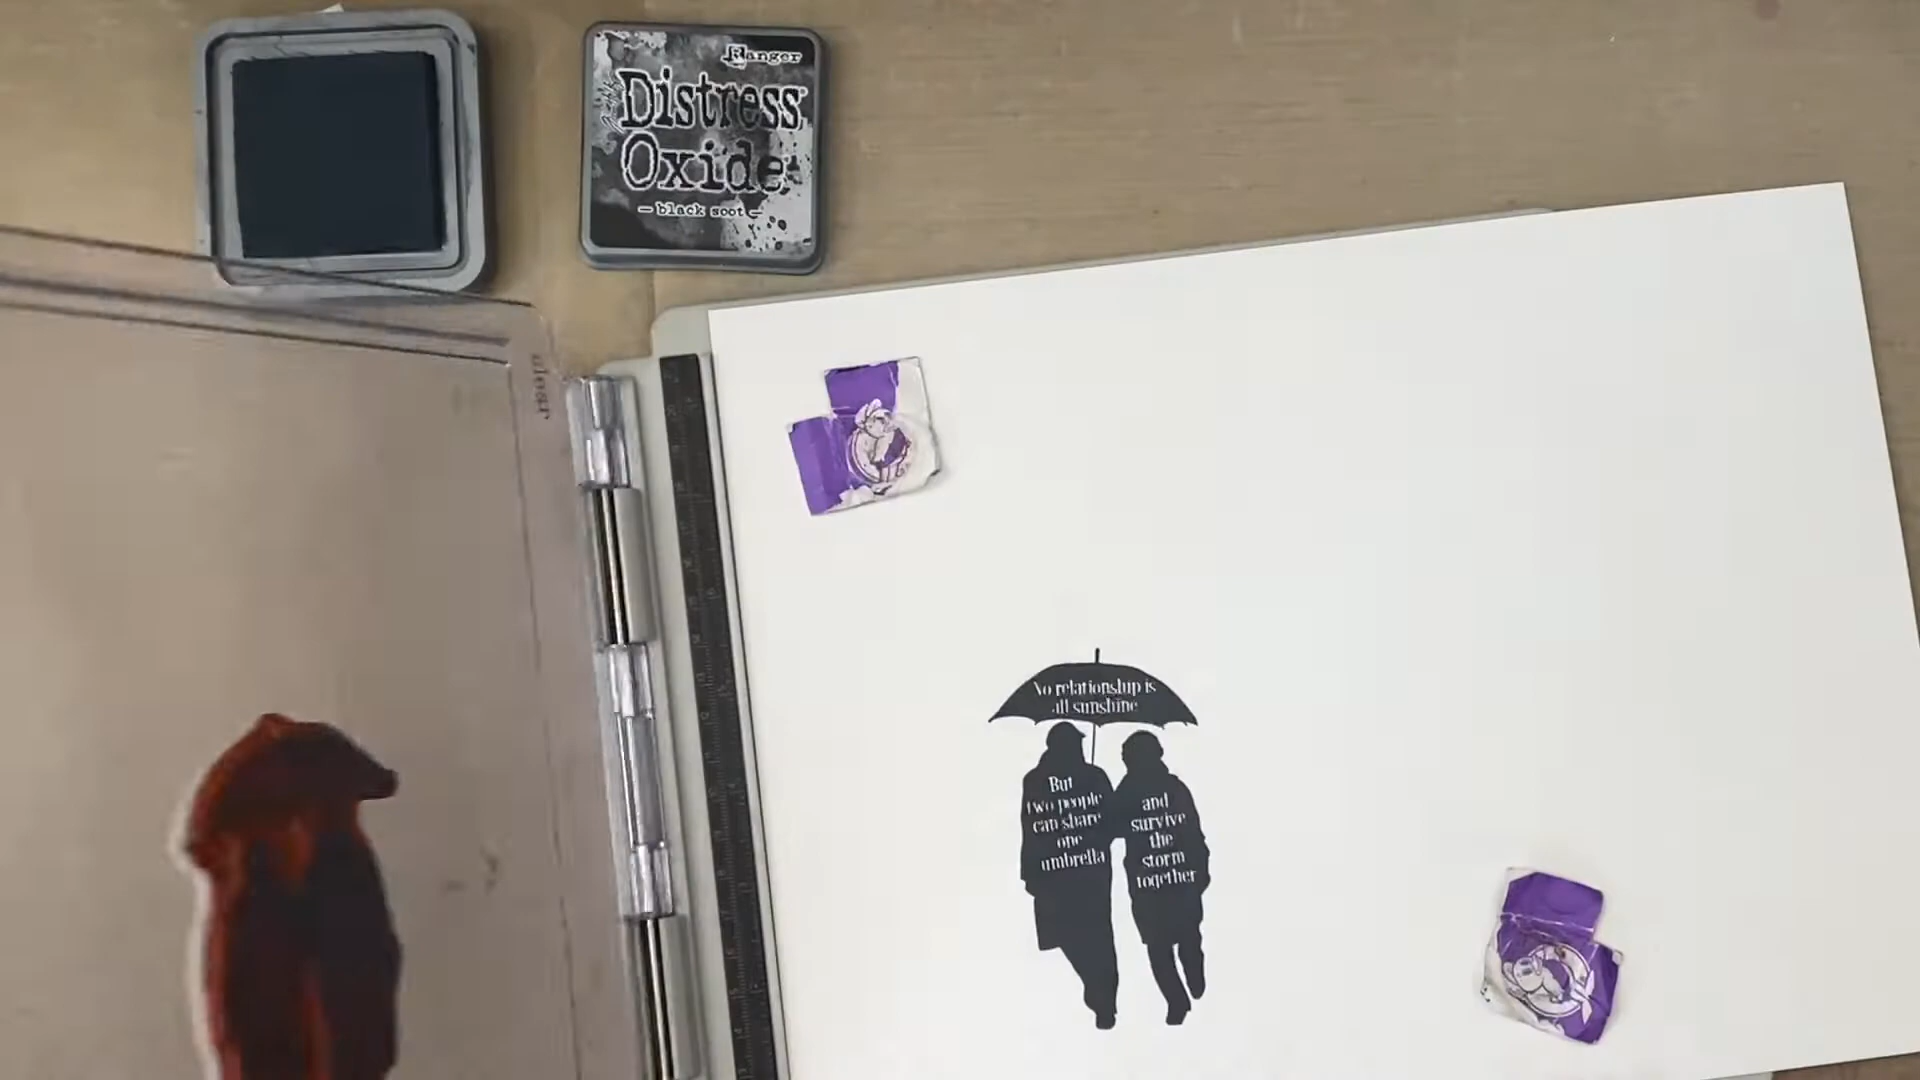 Ranger
Distress
Oxide
— black soot —
clear
No relationship is
all sunshine
But
two people
can share
one
umbrella
and
survive
the
storm
together